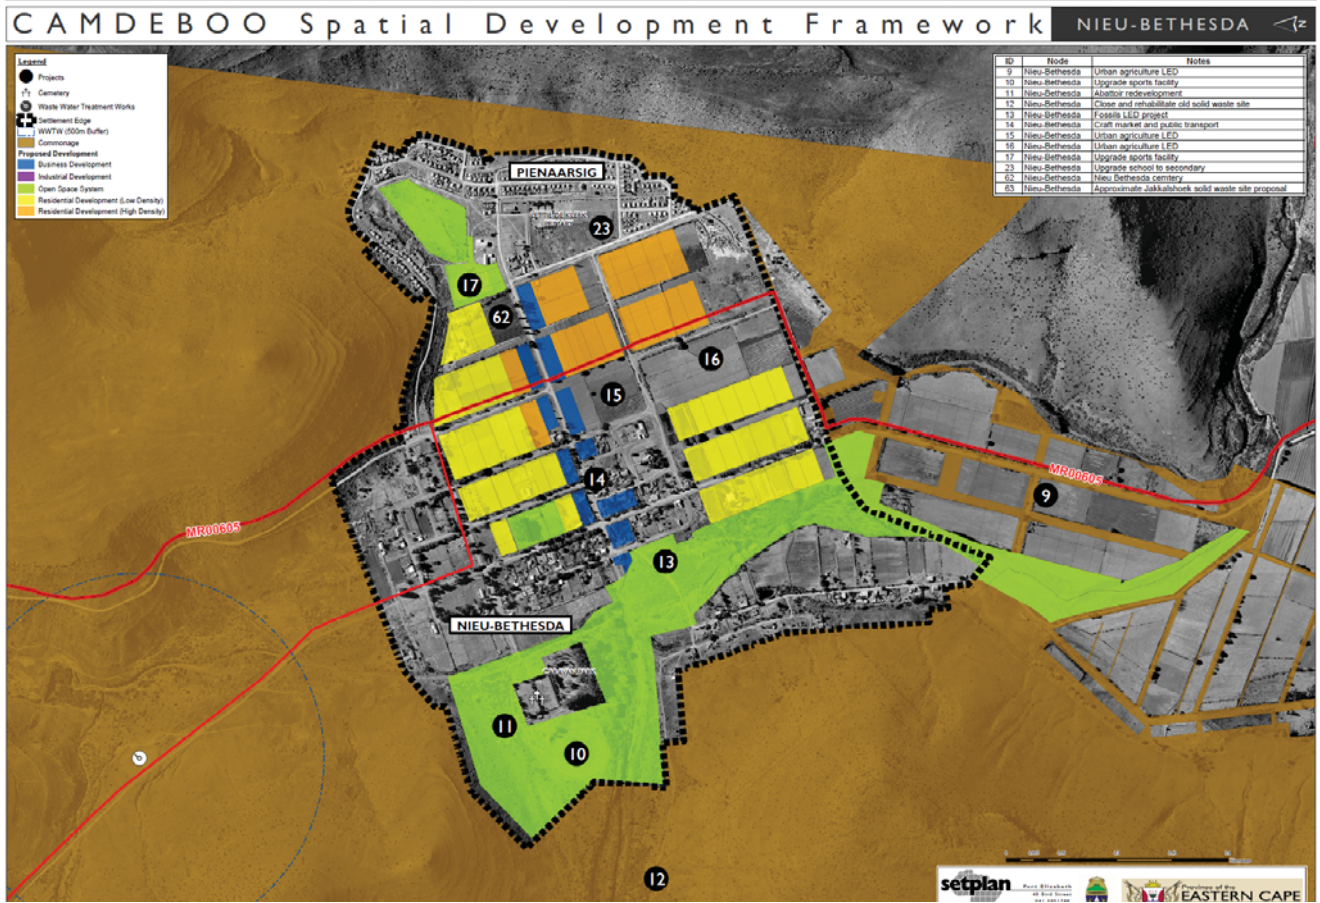 CAMDEBOO Spatial Development Framework
NIEU-BETHESDA
Legend
Projects
Cemetery
Waste Water Treatment Works
Settlement Edge
WWTW (500m Buffer)
Commonage
Proposed Development
Business Development
Industrial Development
Open Space System
Residential Development (Low Density)
Residential Development (High Density)
ID Node Notes
9 Nieu-Bethesda Urban agriculture LED
10 Nieu-Bethesda Upgrade sports facility
11 Nieu-Bethesda Abattoir redevelopment
12 Nieu-Bethesda Close and rehabilitate old solid waste site
13 Nieu-Bethesda Fossils LED project
14 Nieu-Bethesda Craft market and public transport
15 Nieu-Bethesda Urban agriculture LED
16 Nieu-Bethesda Urban agriculture LED
17 Nieu-Bethesda Upgrade sports facility
23 Nieu-Bethesda Upgrade school to secondary
62 Nieu-Bethesda Nieu Bethesda cemtery
63 Nieu-Bethesda Approximate Jakkalshoek solid waste site proposal
PIENAARSIG
23
17
62
16
15
14
MR00605
9
MR00605
13
NIEU-BETHESDA
11
10
12
setplan
Port Elizabeth
40 Bird Street
Province of the
EASTERN CAPE